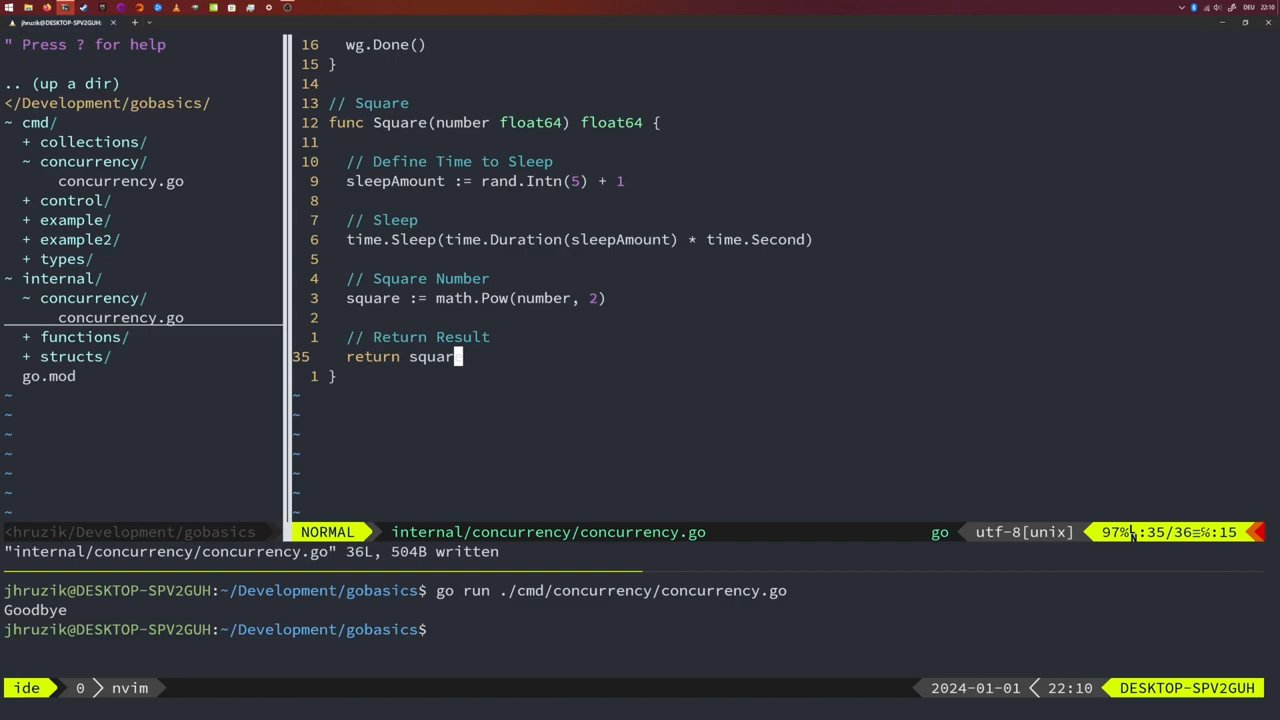 DEU 22:10
jhruzik@DESKTOP-SPV2GUH: × + ˅
" Press ? for help
.. (up a dir)
</Development/gobasics/
~ cmd/
+ collections/
~ concurrency/
concurrency.go
+ control/
+ example/
+ example2/
+ types/
~ internal/
~ concurrency/
concurrency.go
+ functions/
+ structs/
go.mod
~
~
~
~
~
~
~
16 wg.Done()
15 }
14
13 // Square
12 func Square(number float64) float64 {
11
10 // Define Time to Sleep
9 sleepAmount := rand.Intn(5) + 1
8
7 // Sleep
6 time.Sleep(time.Duration(sleepAmount) * time.Second)
5
4 // Square Number
3 square := math.Pow(number, 2)
2
1 // Return Result
35 return square
1 }
~
~
~
~
~
~
~
<hruzik/Development/gobasics
NORMAL internal/concurrency/concurrency.go go utf-8[unix] 97% :35/36≡℅:15
"internal/concurrency/concurrency.go" 36L, 504B written
jhruzik@DESKTOP-SPV2GUH:~/Development/gobasics$ go run ./cmd/concurrency/concurrency.go
Goodbye
jhruzik@DESKTOP-SPV2GUH:~/Development/gobasics$
ide 0 nvim 2024-01-01 22:10 DESKTOP-SPV2GUH